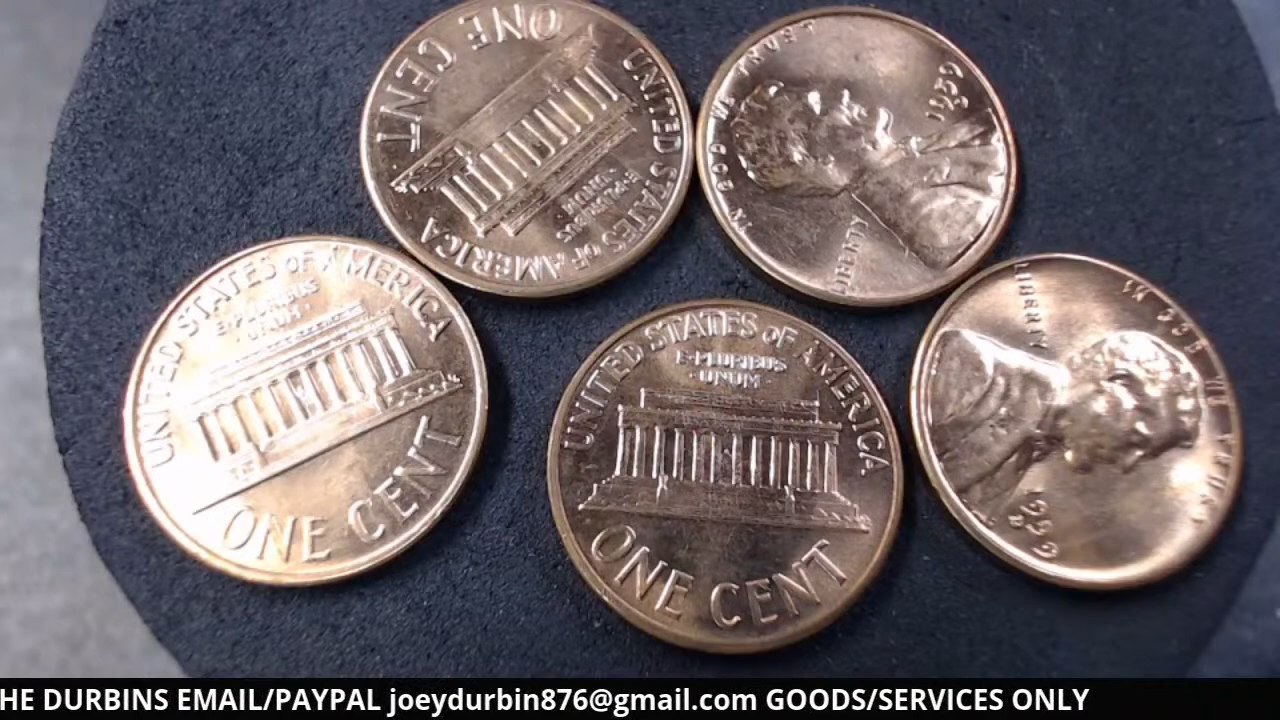 ONE CENT
UNITED STATES OF AMERICA
E·PLURIBUS
·UNUM·
IN GOD WE TRUST
LIBERTY
1959
UNITED STATES OF AMERICA
E·PLURIBUS
·UNUM·
ONE CENT
UNITED STATES OF AMERICA
E·PLURIBUS
·UNUM·
ONE CENT
LIBERTY
IN GOD WE TRUST
1959
D
HE DURBINS EMAIL/PAYPAL joeydurbin876@gmail.com GOODS/SERVICES ONLY